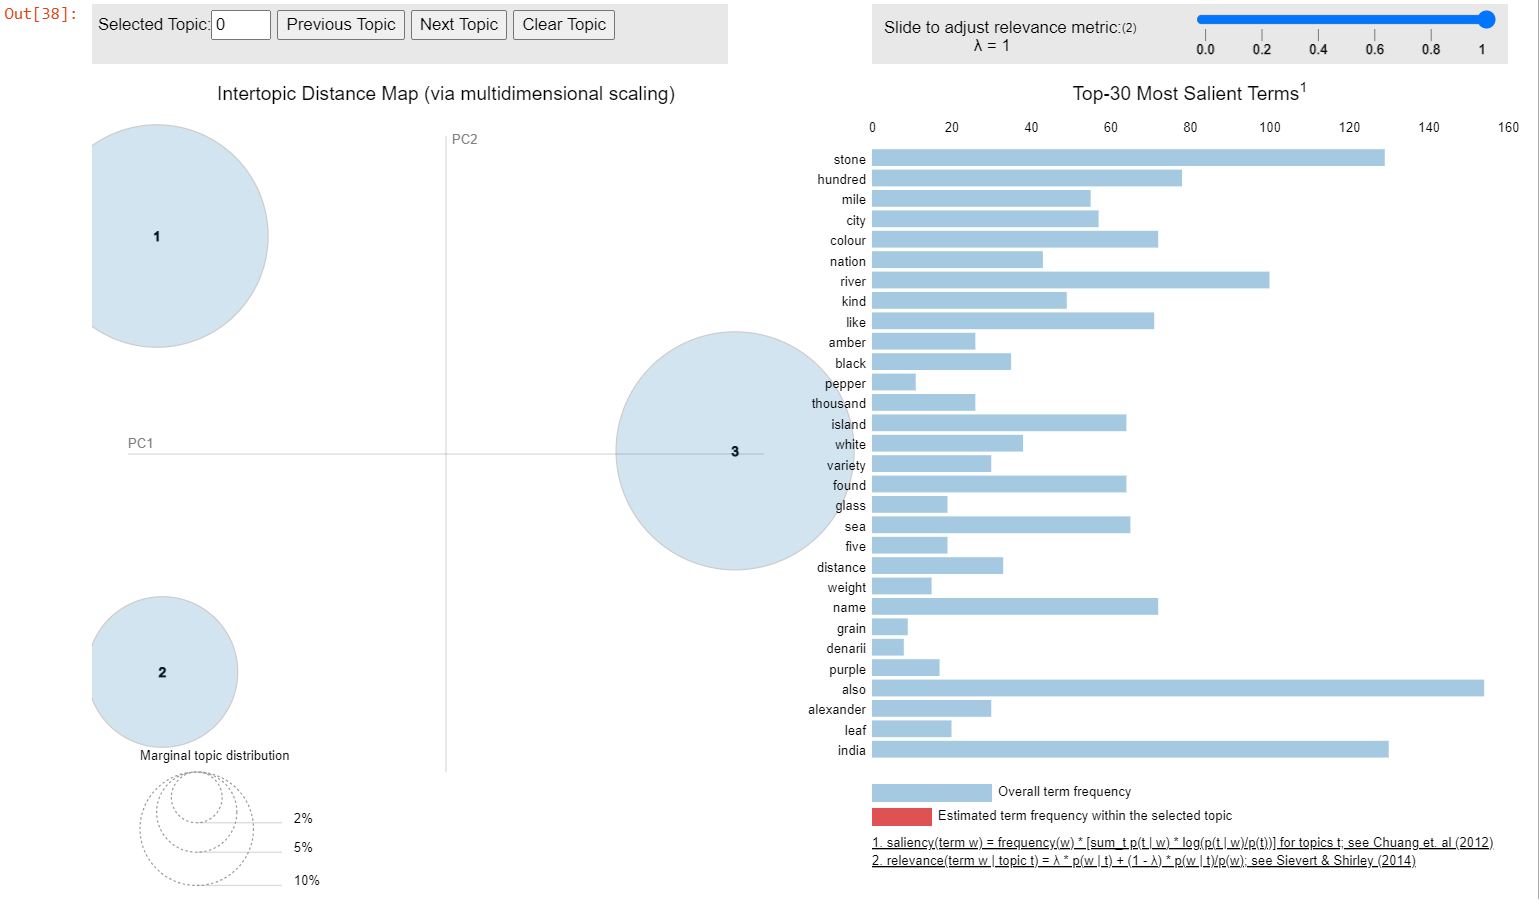 Out[38]:
Selected Topic: 0 Previous Topic Next Topic Clear Topic
Slide to adjust relevance metric:(2)
λ = 1
0.0 0.2 0.4 0.6 0.8 1
Intertopic Distance Map (via multidimensional scaling)
PC2
PC1
1
3
2
Marginal topic distribution
2%
5%
10%
Top-30 Most Salient Terms1
0 20 40 60 80 100 120 140 160
stone
hundred
mile
city
colour
nation
river
kind
like
amber
black
pepper
thousand
island
white
variety
found
glass
sea
five
distance
weight
name
grain
denarii
purple
also
alexander
leaf
india
Overall term frequency
Estimated term frequency within the selected topic
1. saliency(term w) = frequency(w) * [sum_t p(t | w) * log(p(t | w)/p(t))] for topics t; see Chuang et. al (2012)
2. relevance(term w | topic t) = λ * p(w | t) + (1 - λ) * p(w | t)/p(w); see Sievert & Shirley (2014)